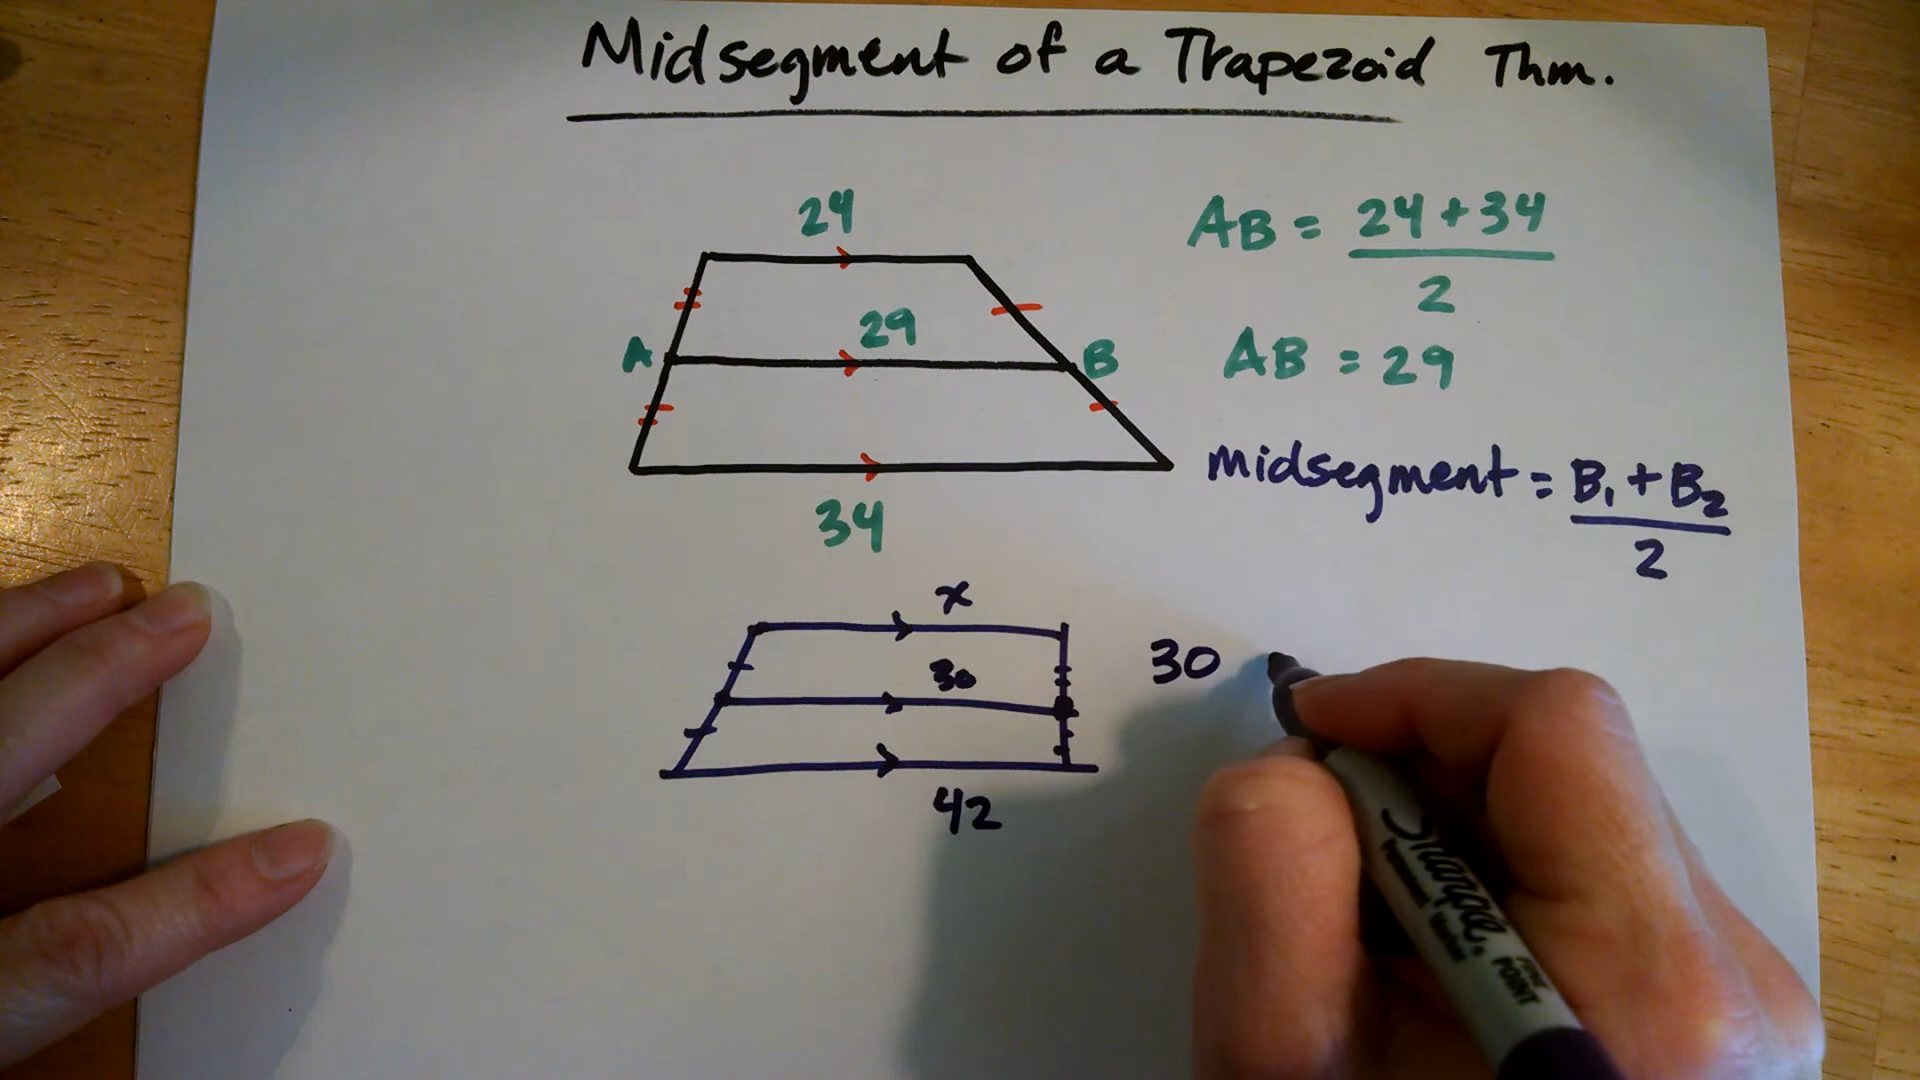 Midsegment of a Trapezoid Thm.
24
AB = 24 + 34
2
29
A
B
AB = 29
midsegment = B₁ + B₂
2
34
x
30
30
42
Sharpie.
FINE
POINT